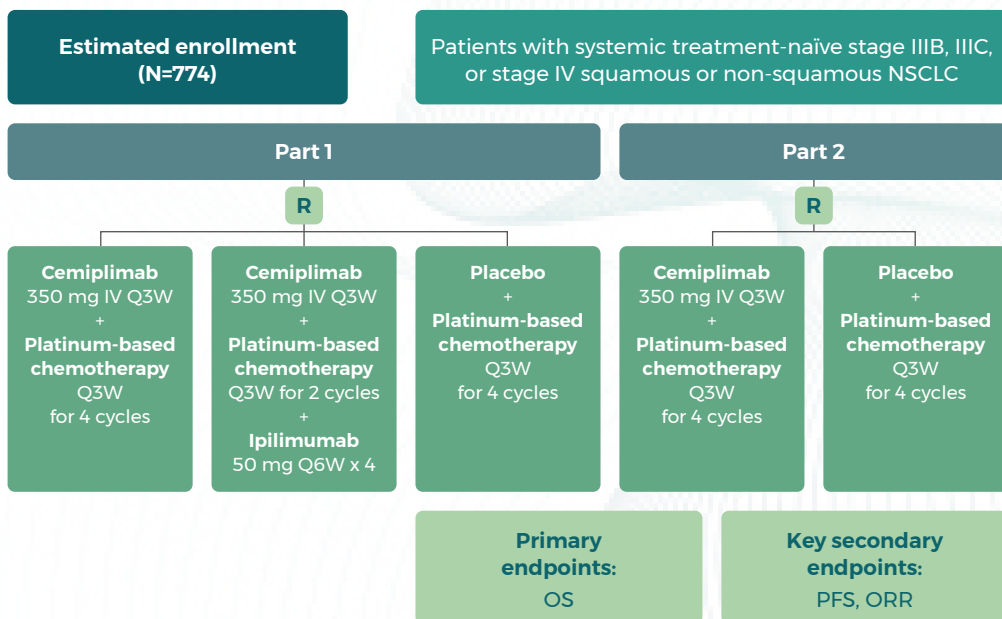 Estimated enrollment
(N=774)
Patients with systemic treatment-naïve stage IIIB, IIIC,
or stage IV squamous or non-squamous NSCLC
Part 1
Part 2
R
R
Cemiplimab
350 mg IV Q3W
+
Platinum-based
chemotherapy
Q3W
for 4 cycles
Cemiplimab
350 mg IV Q3W
+
Platinum-based
chemotherapy
Q3W for 2 cycles
+
Ipilimumab
50 mg Q6W x 4
Placebo
+
Platinum-based
chemotherapy
Q3W
for 4 cycles
Cemiplimab
350 mg IV Q3W
+
Platinum-based
chemotherapy
Q3W
for 4 cycles
Placebo
+
Platinum-based
chemotherapy
Q3W
for 4 cycles
Primary
endpoints:
OS
Key secondary
endpoints:
PFS, ORR